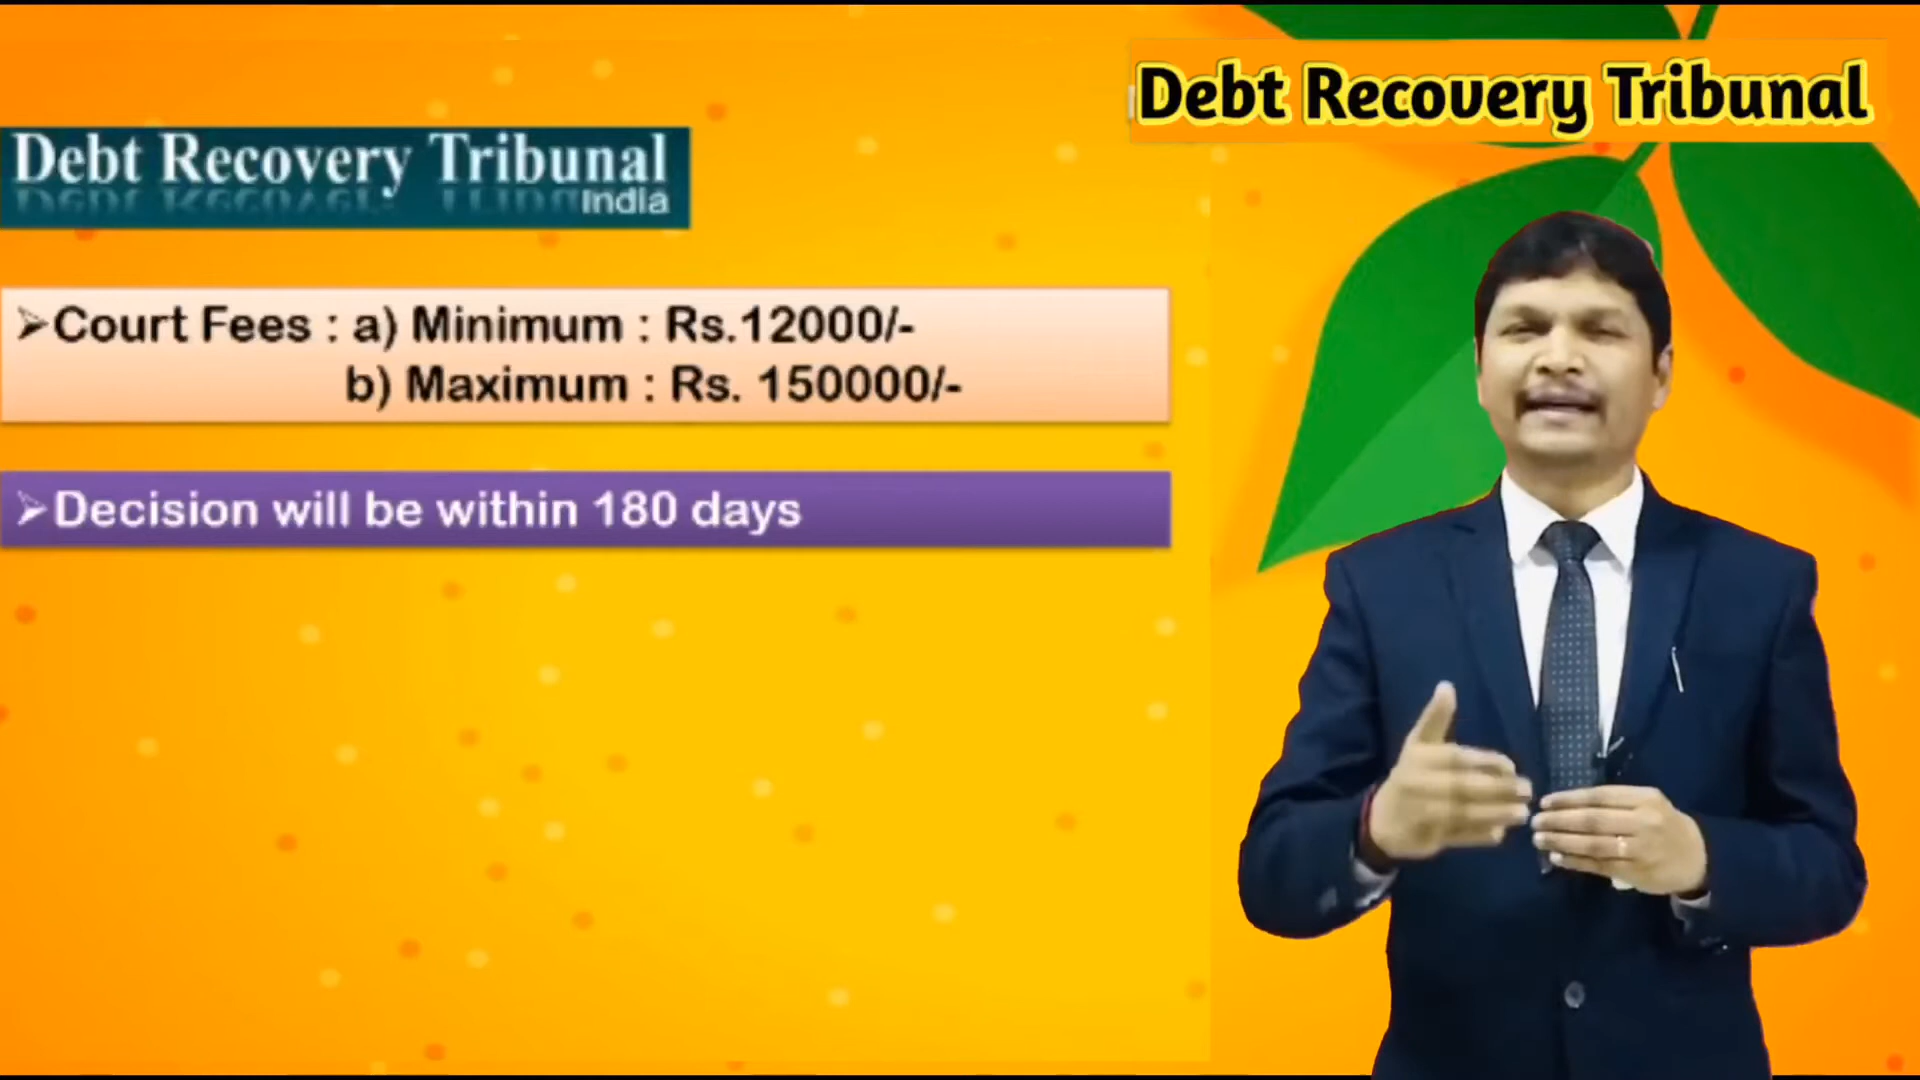 Debt Recovery Tribunal
Debt Recovery Tribunal
India
➢Court Fees : a) Minimum : Rs.12000/-
b) Maximum : Rs. 150000/-
➢Decision will be within 180 days